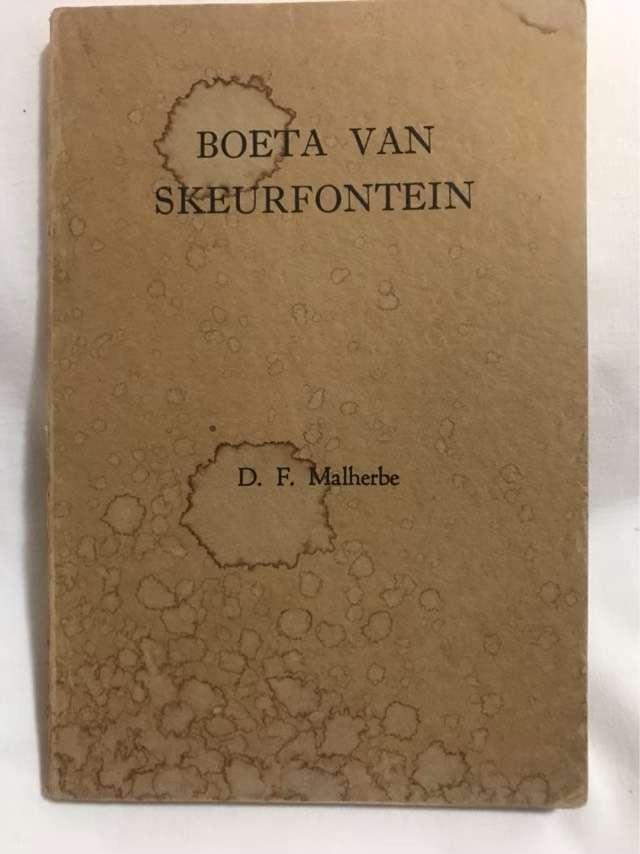 BOETA VAN
SKEURFONTEIN
D. F. Malherbe